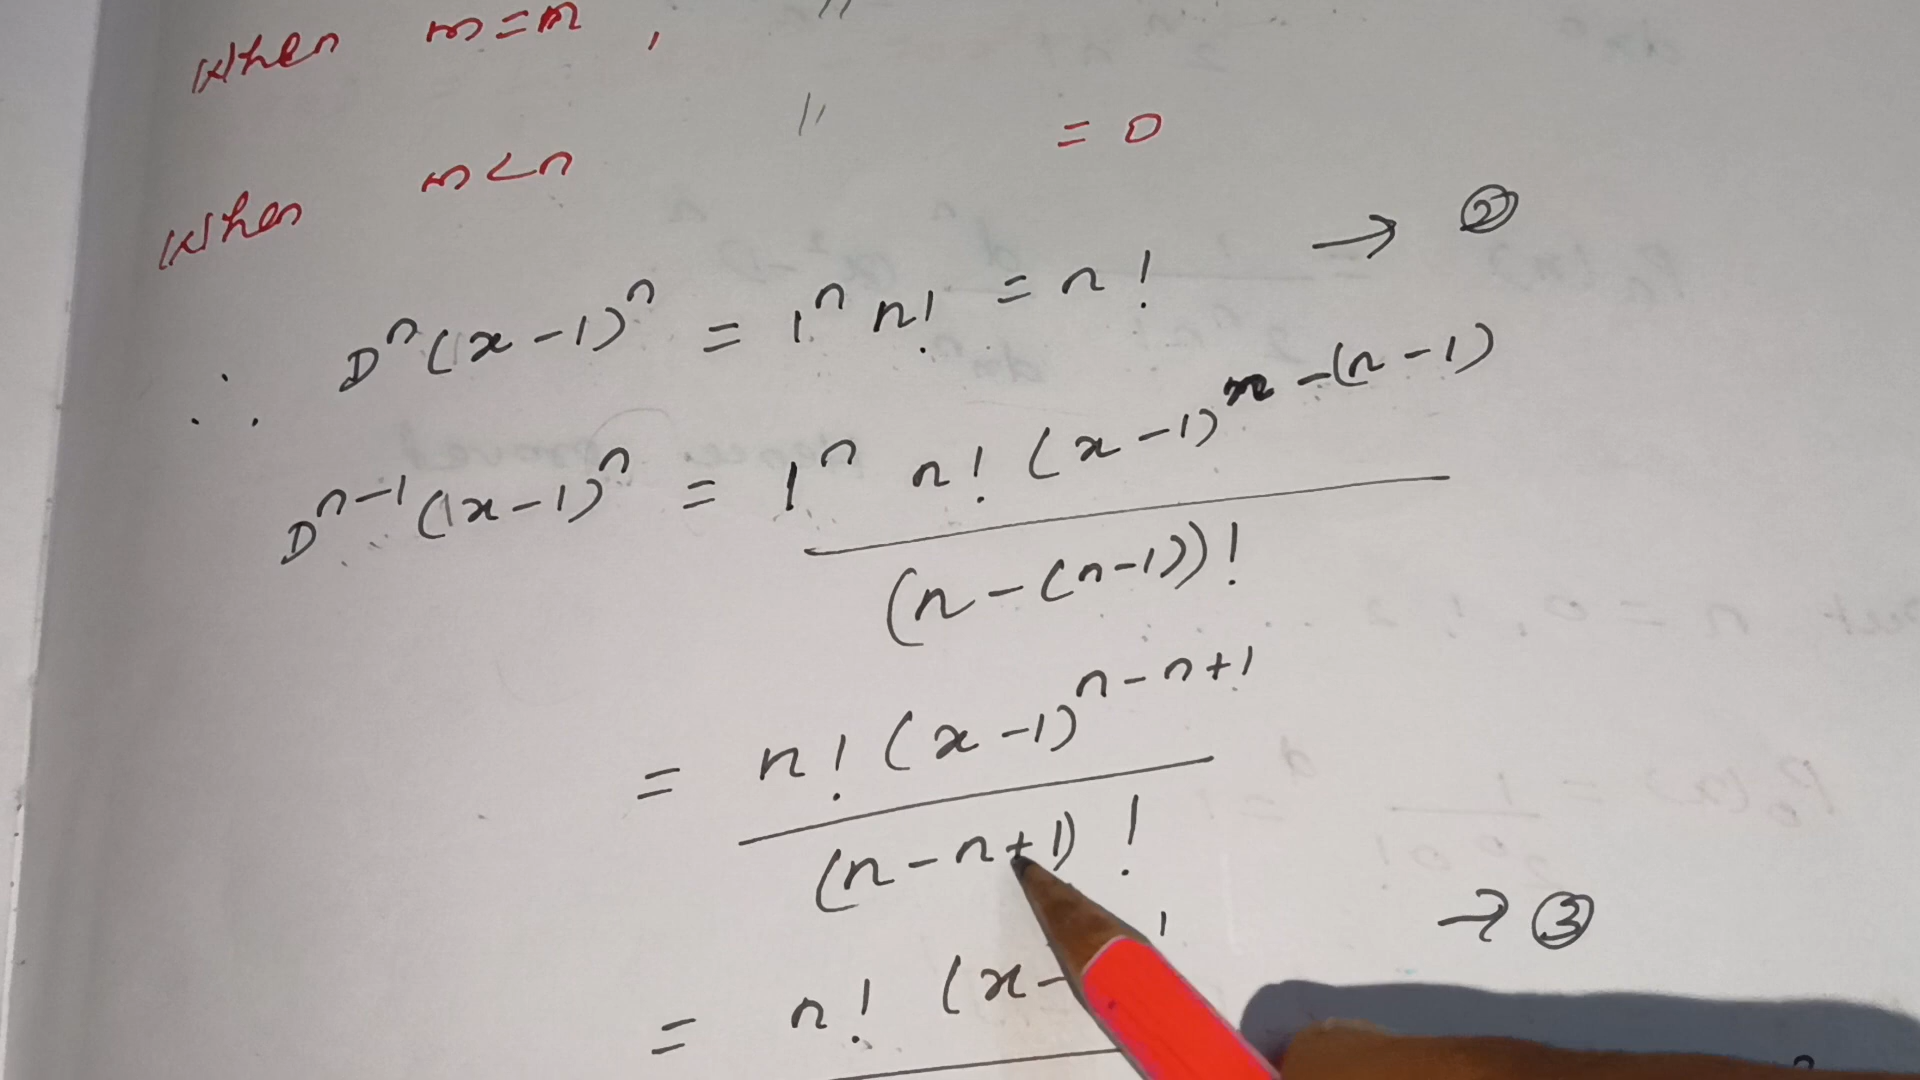 When m=n , "
When m<n " = 0
∴ Dⁿ(x-1)ⁿ = 1ⁿ n! = n! → ②
Dⁿ⁻¹(x-1)ⁿ = 1ⁿ n! (x-1)ⁿ⁻⁽ⁿ⁻¹⁾
(n-(n-1))!
= n! (x-1)ⁿ⁻ⁿ⁺¹
(n-n+1)!
= n! (x- → ③